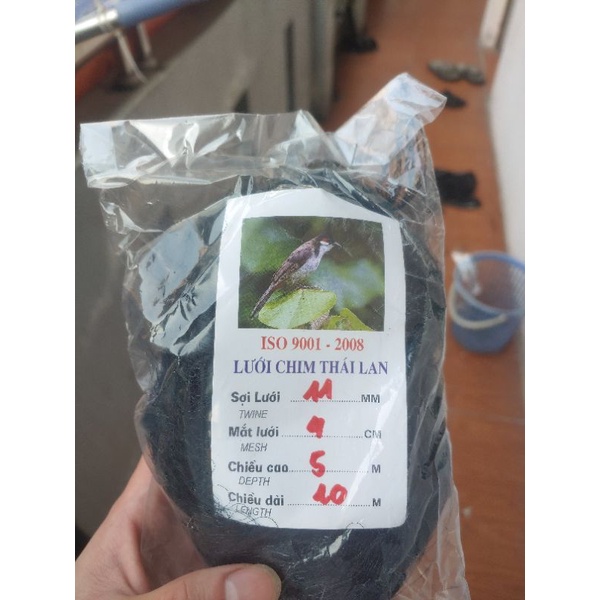 ISO 9001 - 2008
LƯỚI CHIM THÁI LAN
Sợi Lưới 11 MM
TWINE
Mắt lưới CM
MESH
Chiều cao 5 M
DEPTH
Chiều dài 10 M
LENGTH